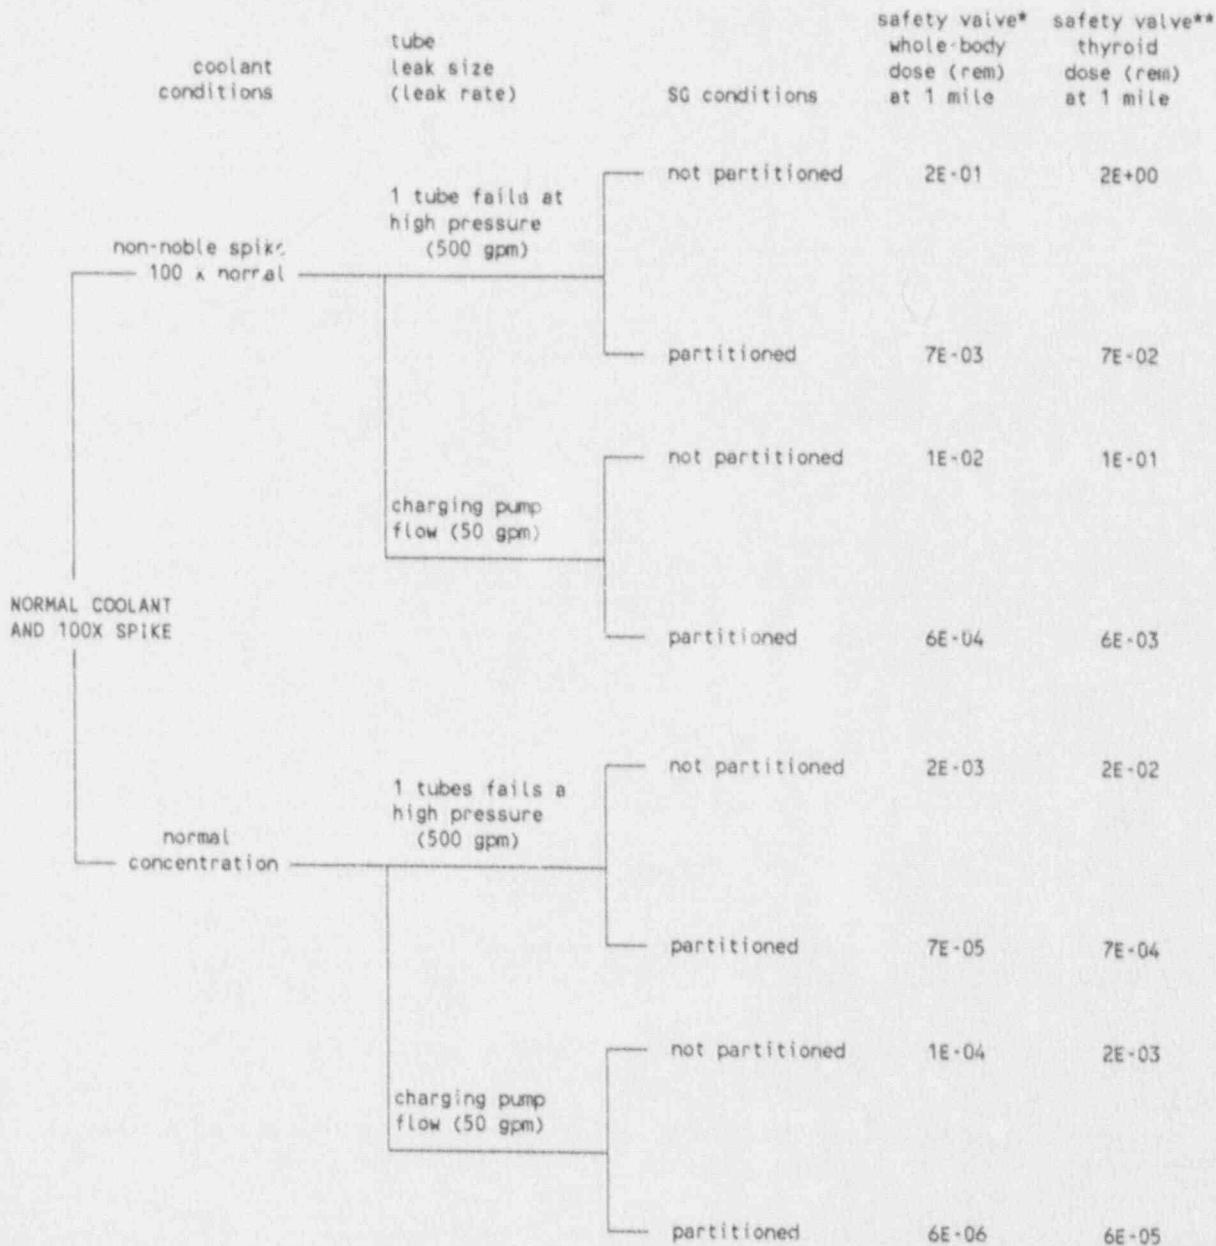 coolant
conditions
tube
leak size
(leak rate)
SG conditions
safety valve*
whole-body
dose (rem)
at 1 mile
safety valve**
thyroid
dose (rem)
at 1 mile
non-noble spike
100 x normal
1 tube fails at
high pressure
(500 gpm)
not partitioned 2E-01 2E+00
partitioned 7E-03 7E-02
charging pump
flow (50 gpm)
not partitioned 1E-02 1E-01
partitioned 6E-04 6E-03
NORMAL COOLANT
AND 100X SPIKE
normal
concentration
1 tubes fails a
high pressure
(500 gpm)
not partitioned 2E-03 2E-02
partitioned 7E-05 7E-04
charging pump
flow (50 gpm)
not partitioned 1E-04 2E-03
partitioned 6E-06 6E-05